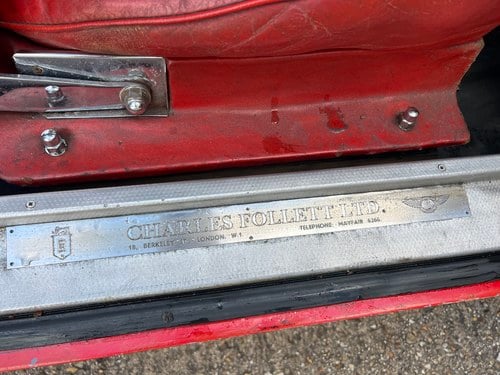 CHARLES FOLLETT LTD.
18, BERKELEY ST. LONDON, W.1. TELEPHONE: MAYFAIR 6266